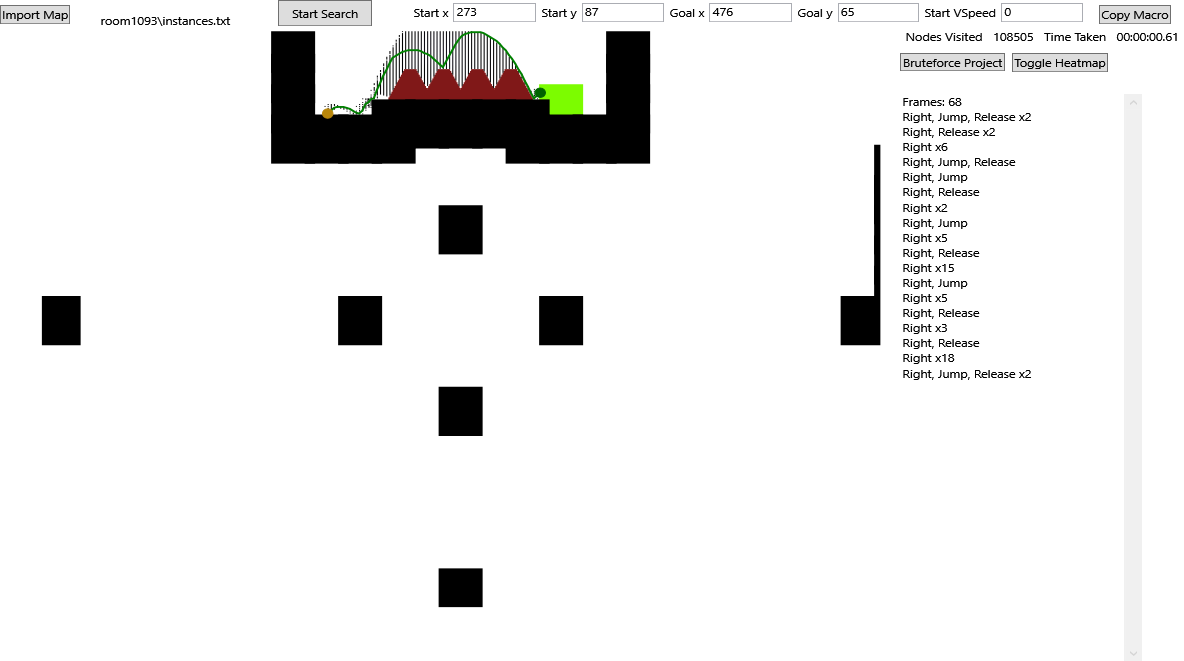 Import Map
room1093\instances.txt
Start Search
Start x 273 Start y 87 Goal x 476 Goal y 65 Start VSpeed 0
Copy Macro
Nodes Visited 108505 Time Taken 00:00:00.61
Bruteforce Project Toggle Heatmap
Frames: 68
Right, Jump, Release x2
Right, Release x2
Right x6
Right, Jump, Release
Right, Jump
Right, Release
Right x2
Right, Jump
Right x5
Right, Release
Right x15
Right, Jump
Right x5
Right, Release
Right x3
Right, Release
Right x18
Right, Jump, Release x2